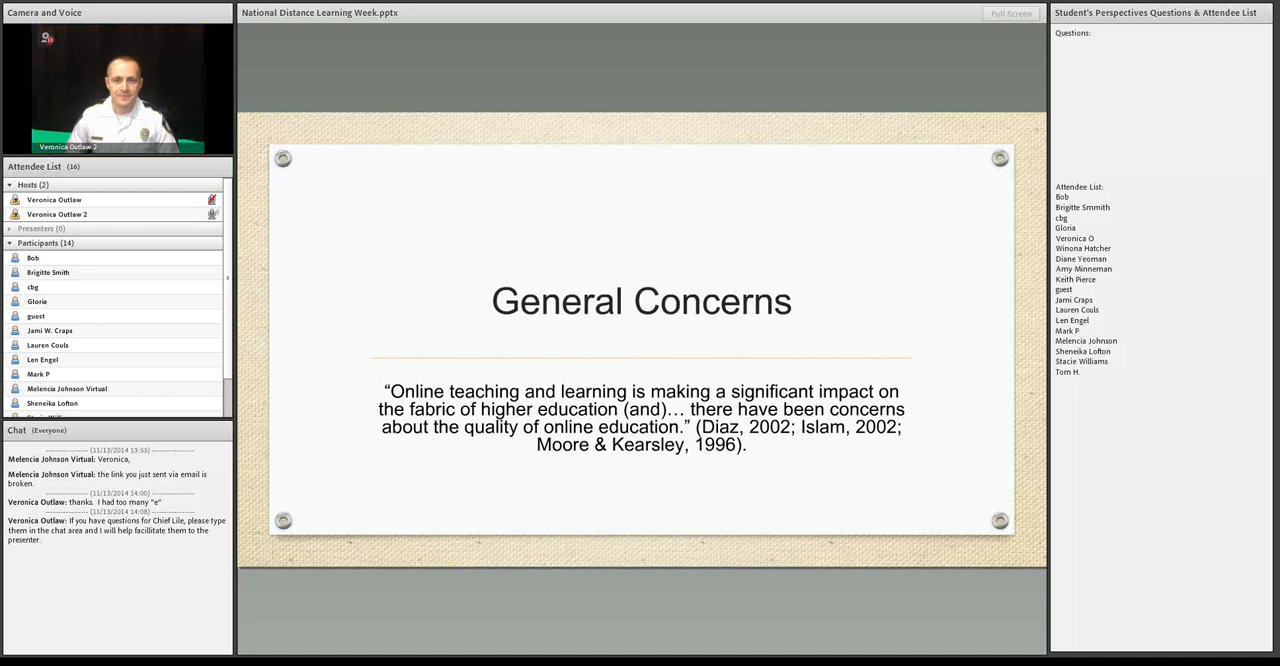 Camera and Voice
Veronica Outlaw 2
Attendee List (16)
Hosts (2)
Veronica Outlaw
Veronica Outlaw 2
Presenters (0)
Participants (14)
Bob
Brigitte Smith
cbg
Gloria
guest
Jami W. Craps
Lauren Couls
Len Engel
Mark P
Melencia Johnson Virtual
Sheneika Lofton
Chat (Everyone)
------------------ (11/13/2014 13:55) ------------------
Melencia Johnson Virtual: Veronica,
Melencia Johnson Virtual: the link you just sent via email is
broken.
------------------ (11/13/2014 14:00) ------------------
Veronica Outlaw: thanks. I had too many "e"
------------------ (11/13/2014 14:08) ------------------
Veronica Outlaw: If you have questions for Chief Lile, please type
them in the chat area and I will help facillitate them to the
presenter.
National Distance Learning Week.pptx
Full Screen
General Concerns
“Online teaching and learning is making a significant impact on
the fabric of higher education (and)… there have been concerns
about the quality of online education.” (Diaz, 2002; Islam, 2002;
Moore & Kearsley, 1996).
Student's Perspectives Questions & Attendee List
Questions:
Attendee List:
Bob
Brigitte Smmith
cbg
Gloria
Veronica O
Winona Hatcher
Diane Yeoman
Amy Minneman
Keith Pierce
guest
Jami Craps
Lauren Couls
Len Engel
Mark P
Melencia Johnson
Sheneika Lofton
Stacie Williams
Tom H.